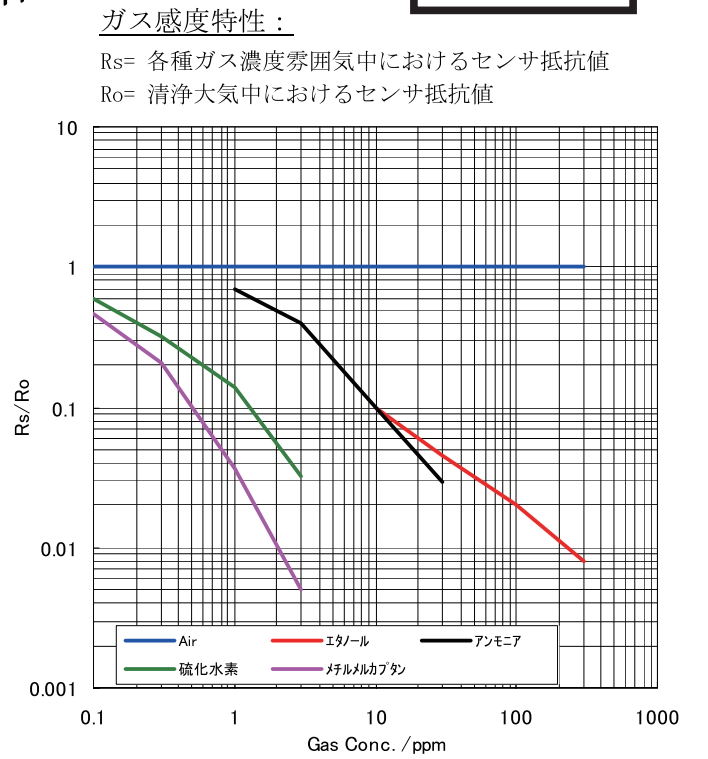 ガス感度特性：
Rs= 各種ガス濃度雰囲気中におけるセンサ抵抗値
Ro= 清浄大気中におけるセンサ抵抗値
10
1
0.1
0.01
0.001
Rs/Ro
Air エタノール アンモニア
硫化水素 メチルメルカプタン
0.1 1 10 100 1000
Gas Conc. /ppm